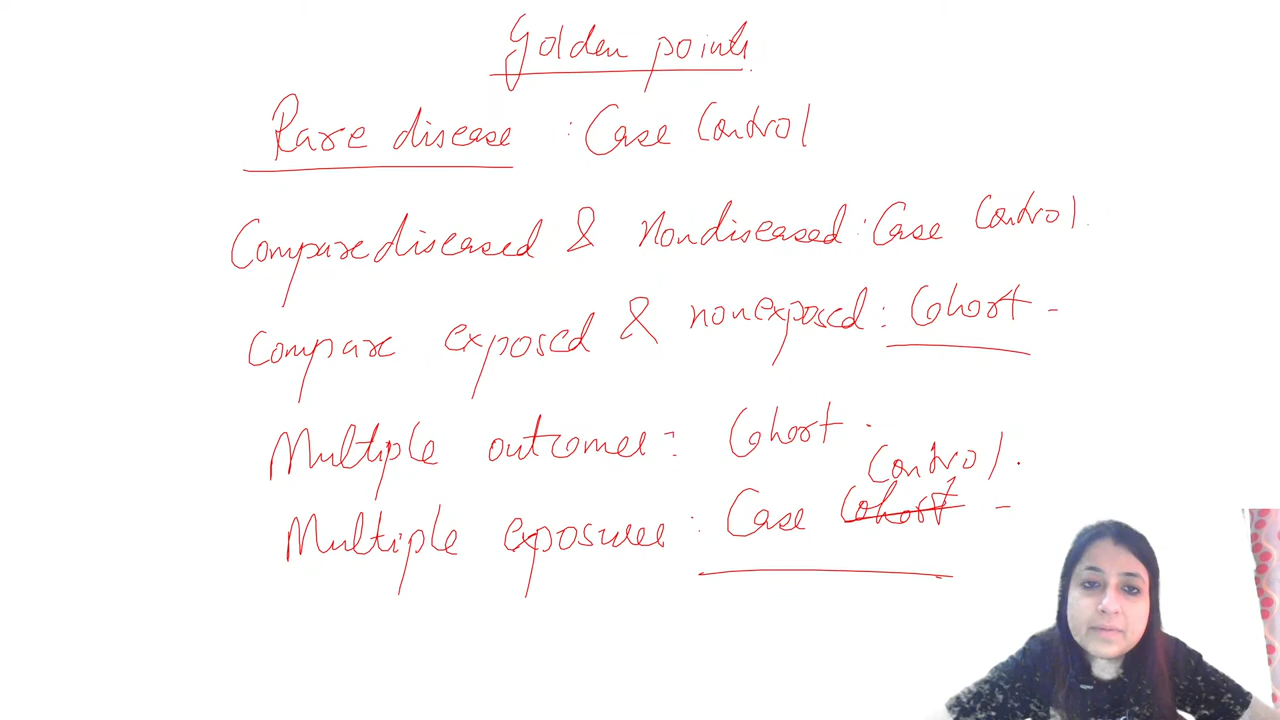 Golden points
Rare disease : Case Control
Compare diseased & Nondiseased : Case Control.
Compare exposed & nonexposed : Cohort -
Multiple outcomes : Cohort .
Control .
Multiple exposures : Case Cohort -